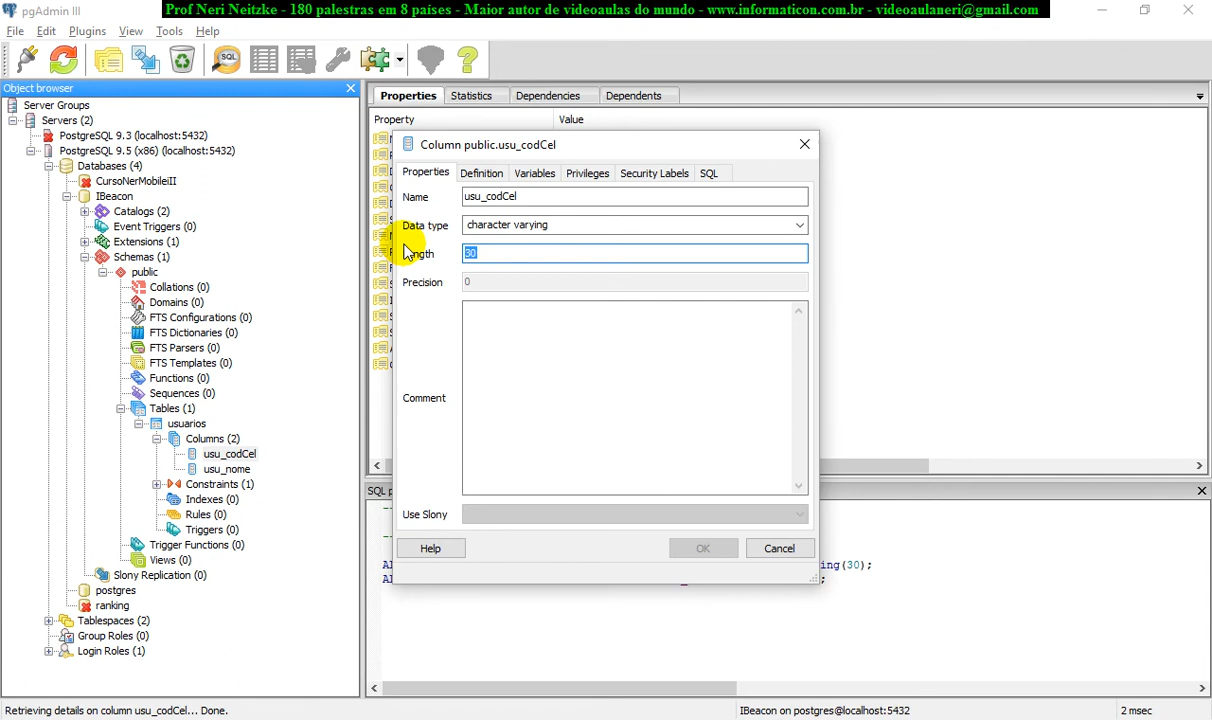 pgAdmin III
Prof Neri Neitzke - 180 palestras em 8 países - Maior autor de videoaulas do mundo - www.informaticon.com.br - videoaulaneri@gmail.com
File Edit Plugins View Tools Help
SQL
Object browser
Server Groups
Servers (2)
PostgreSQL 9.3 (localhost:5432)
PostgreSQL 9.5 (x86) (localhost:5432)
Databases (4)
CursoNerMobileiII
IBeacon
Catalogs (2)
Event Triggers (0)
Extensions (1)
Schemas (1)
public
Collations (0)
Domains (0)
FTS Configurations (0)
FTS Dictionaries (0)
FTS Parsers (0)
FTS Templates (0)
Functions (0)
Sequences (0)
Tables (1)
usuarios
Columns (2)
usu_codCel
usu_nome
Constraints (1)
Indexes (0)
Rules (0)
Triggers (0)
Trigger Functions (0)
Views (0)
Slony Replication (0)
postgres
ranking
Tablespaces (2)
Group Roles (0)
Login Roles (1)
Properties Statistics Dependencies Dependents
Property Value
Column public.usu_codCel
Properties Definition Variables Privileges Security Labels SQL
Name usu_codCel
Data type character varying
Length 30
Precision 0
Comment
Use Slony
Help OK Cancel
SQL p
ing(30);
;
Retrieving details on column usu_codCel... Done. IBeacon on postgres@localhost:5432 2 msec